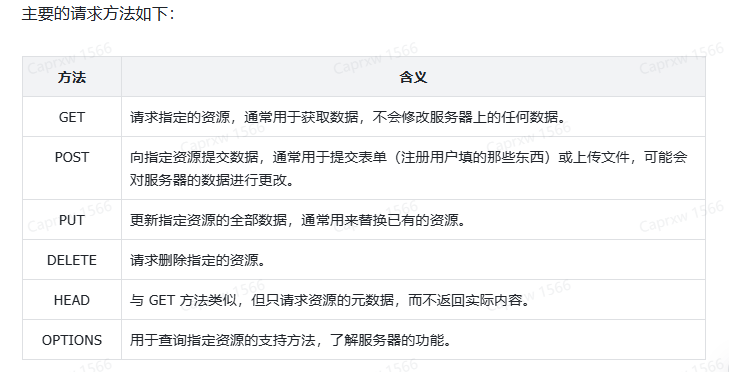 主要的请求方法如下：
方法 含义
GET 请求指定的资源，通常用于获取数据，不会修改服务器上的任何数据。
POST 向指定资源提交数据，通常用于提交表单（注册用户填的那些东西）或上传文件，可能会
对服务器的数据进行更改。
PUT 更新指定资源的全部数据，通常用来替换已有的资源。
DELETE 请求删除指定的资源。
HEAD 与 GET 方法类似，但只请求资源的元数据，而不返回实际内容。
OPTIONS 用于查询指定资源的支持方法，了解服务器的功能。
Caprxw 1566